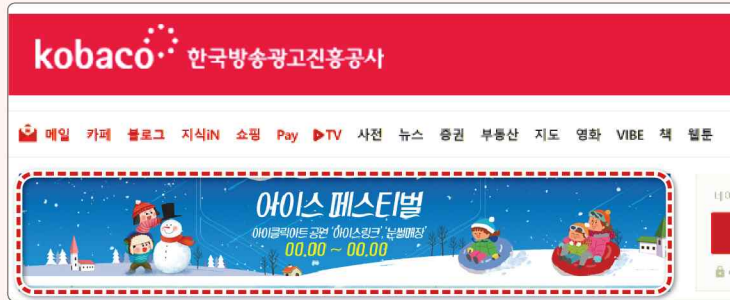 kobaco 한국방송광고진흥공사
메일 카페 블로그 지식iN 쇼핑 Pay TV 사전 뉴스 증권 부동산 지도 영화 VIBE 책 웹툰
아이스 페스티벌
아이클릭아트 공원 '아이스링크', '눈썰매장'
00.00 ~ 00.00
네이